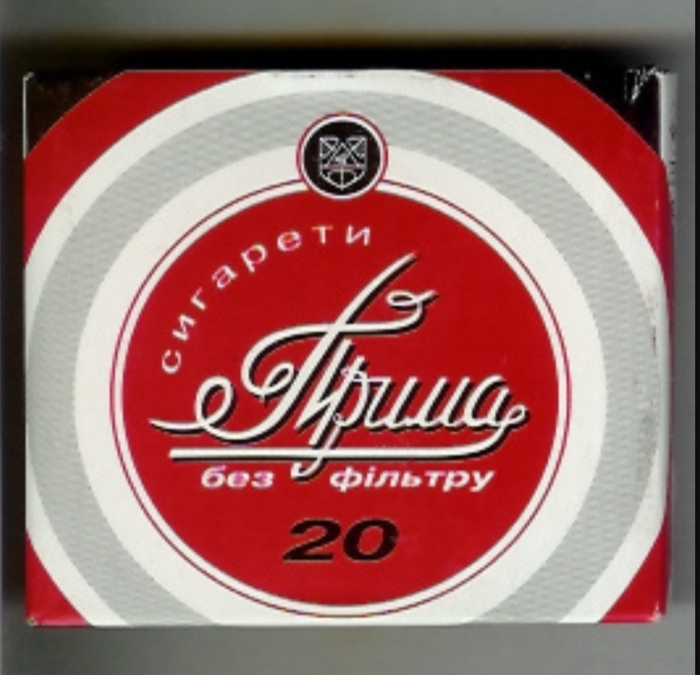 сигарети
Прима
без фільтру
20